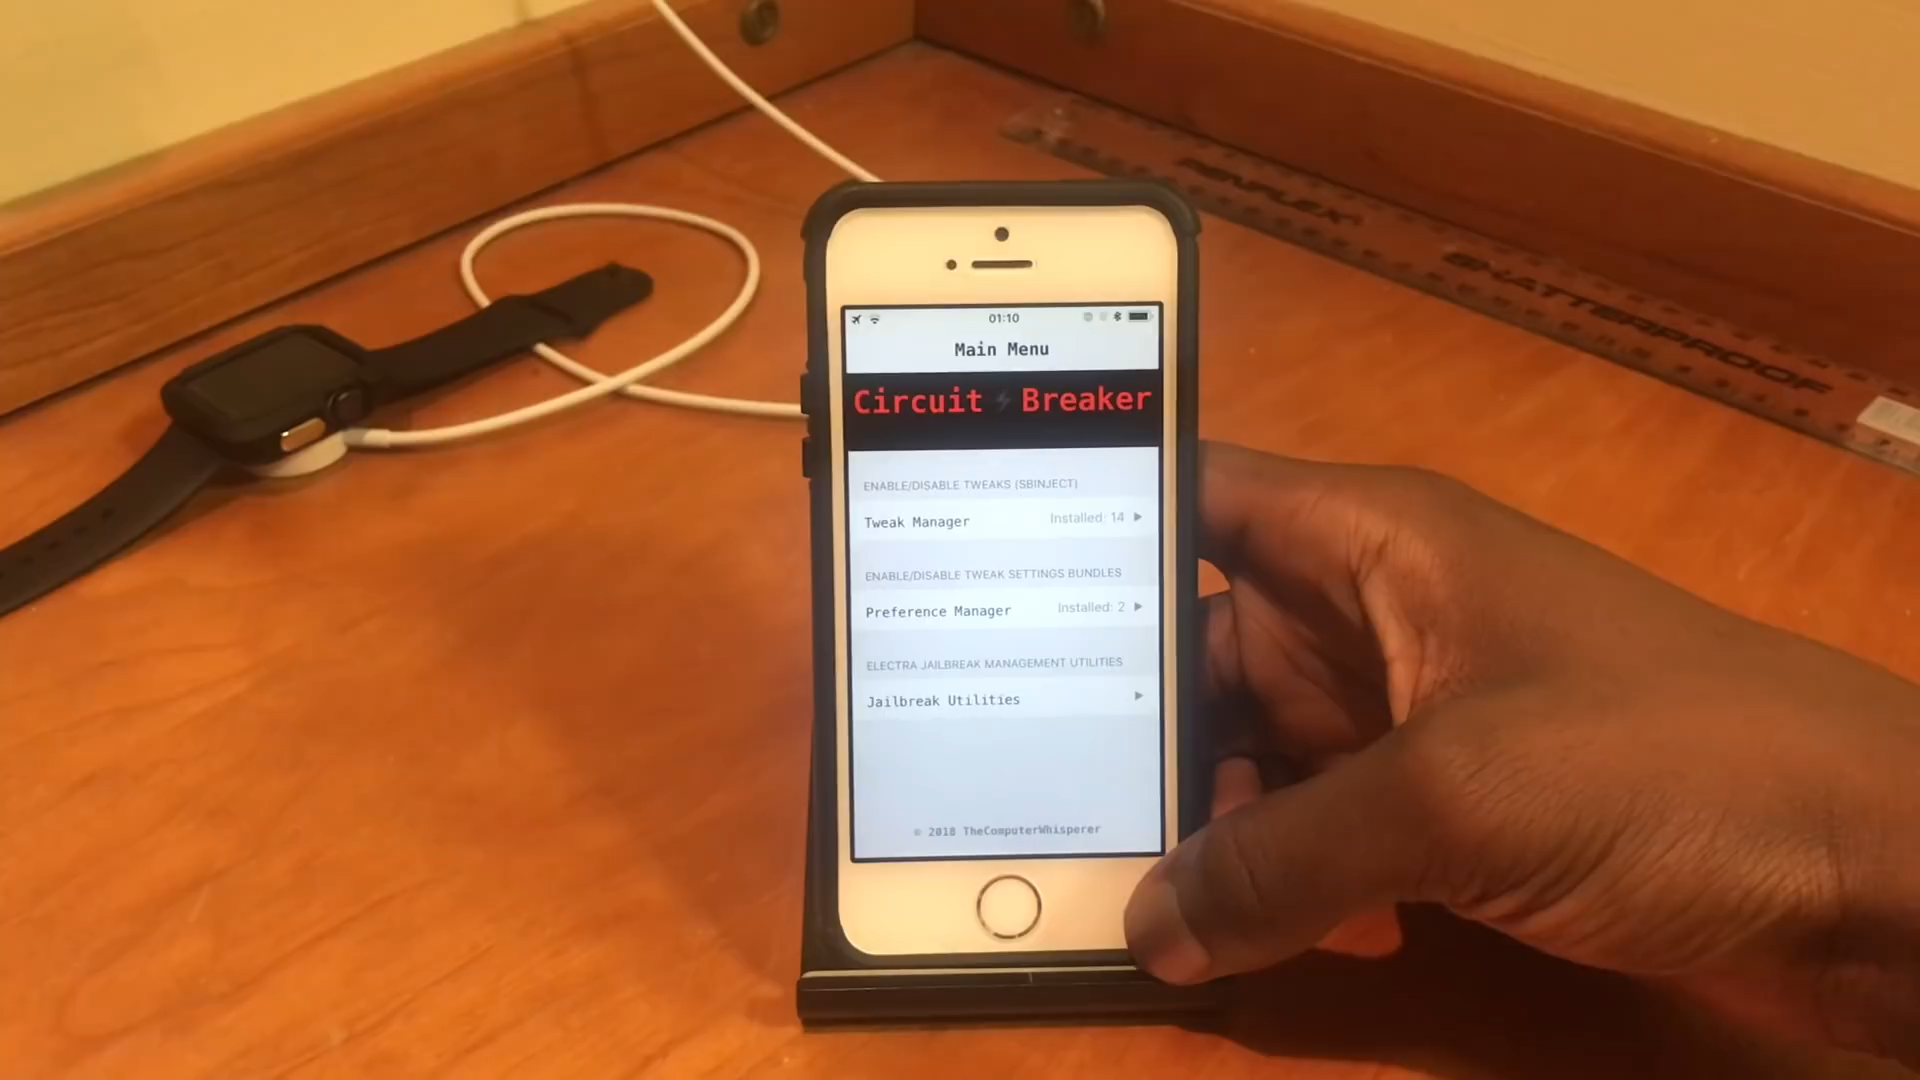 PENFLEX
SHATTERPROOF
01:10
Main Menu
Circuit Breaker
ENABLE/DISABLE TWEAKS (SBINJECT)
Tweak Manager Installed: 14
ENABLE/DISABLE TWEAK SETTINGS BUNDLES
Preference Manager Installed: 2
ELECTRA JAILBREAK MANAGEMENT UTILITIES
Jailbreak Utilities
© 2018 TheComputerWhisperer